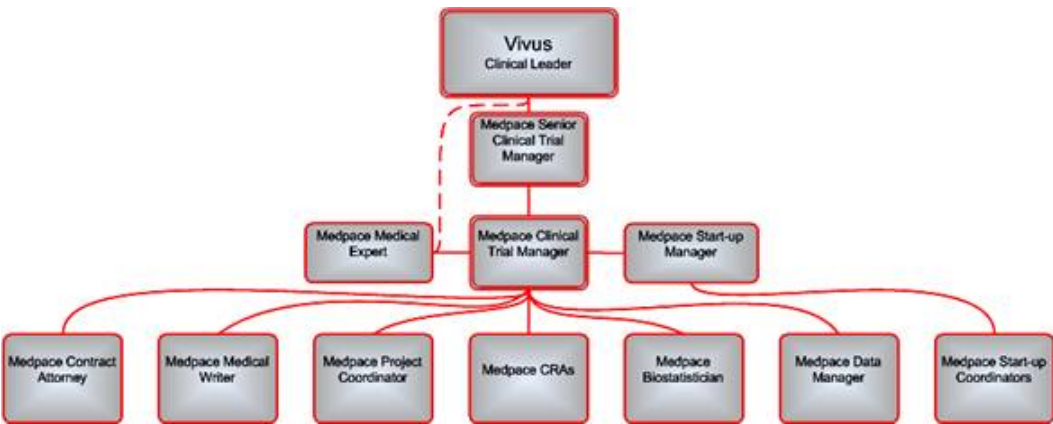 Vivus
Clinical Leader
Medpace Senior
Clinical Trial
Manager
Medpace Medical
Expert
Medpace Clinical
Trial Manager
Medpace Start-up
Manager
Medpace Contract
Attorney
Medpace Medical
Writer
Medpace Project
Coordinator
Medpace CRAs
Medpace
Biostatistician
Medpace Data
Manager
Medpace Start-up
Coordinators